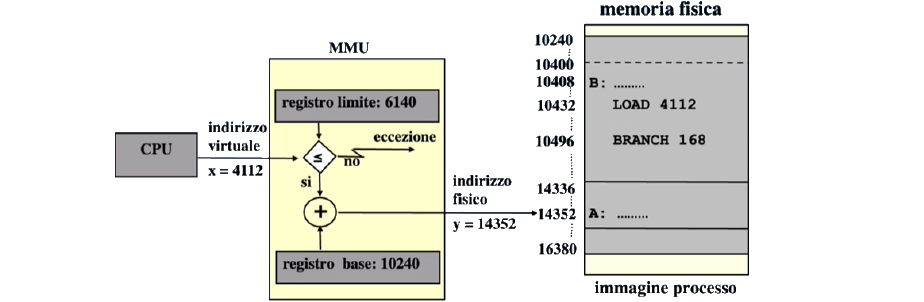 memoria fisica
MMU
registro limite: 6140
eccezione
≤
no
si
CPU
indirizzo
virtuale
x = 4112
+
indirizzo
fisico
y = 14352
registro base: 10240
10240
10400
10408 B: .........
10432 LOAD 4112
10496 BRANCH 168
14336
14352 A: .........
16380
immagine processo